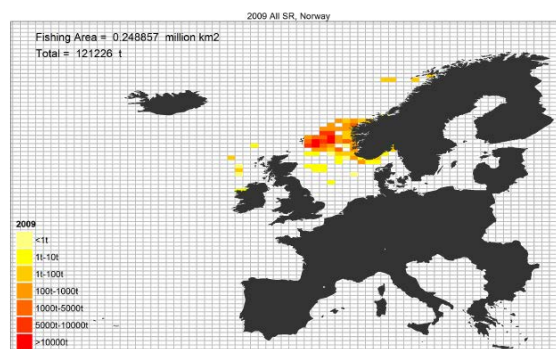 2009 All SR, Norway
Fishing Area = 0.248857 million km2
Total = 121226 t
2009
<1t
1t-10t
1t-100t
100t-1000t
1000t-5000t
5000t-10000t
>10000t